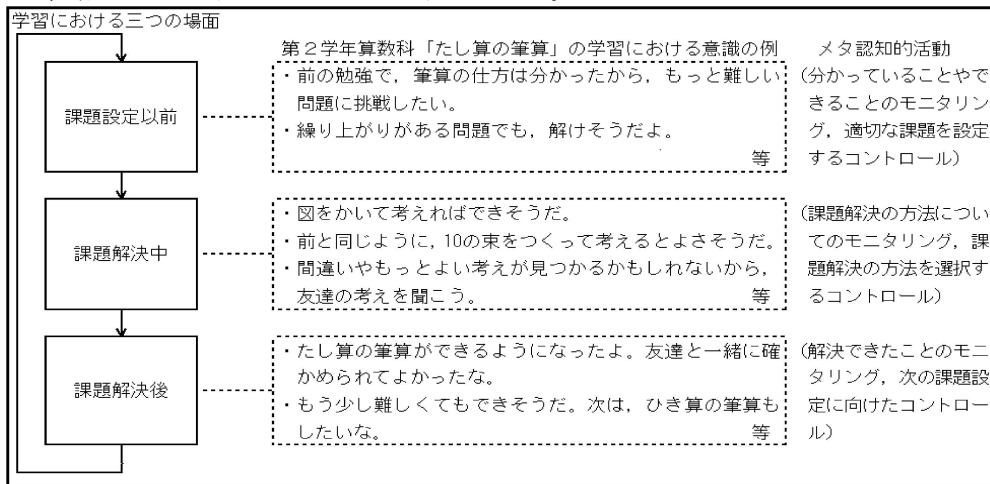 学習における三つの場面
第２学年算数科「たし算の筆算」の学習における意識の例
メタ認知的活動
課題設定以前
・前の勉強で，筆算の仕方は分かったから，もっと難しい
問題に挑戦したい。
・繰り上がりがある問題でも，解けそうだよ。
等
（分かっていることやで
きることのモニタリン
グ，適切な課題を設定
するコントロール）
課題解決中
・図をかいて考えればできそうだ。
・前と同じように，10の束をつくって考えるとよさそうだ。
・間違いやもっとよい考えが見つかるかもしれないから，
友達の考えを聞こう。 等
（課題解決の方法につい
てのモニタリング，課
題解決の方法を選択す
るコントロール）
課題解決後
・たし算の筆算ができるようになったよ。友達と一緒に確
かめられてよかったな。
・もう少し難しくてもできそうだ。次は，ひき算の筆算も
したいな。 等
（解決できたことのモニ
タリング，次の課題設
定に向けたコントロー
ル）